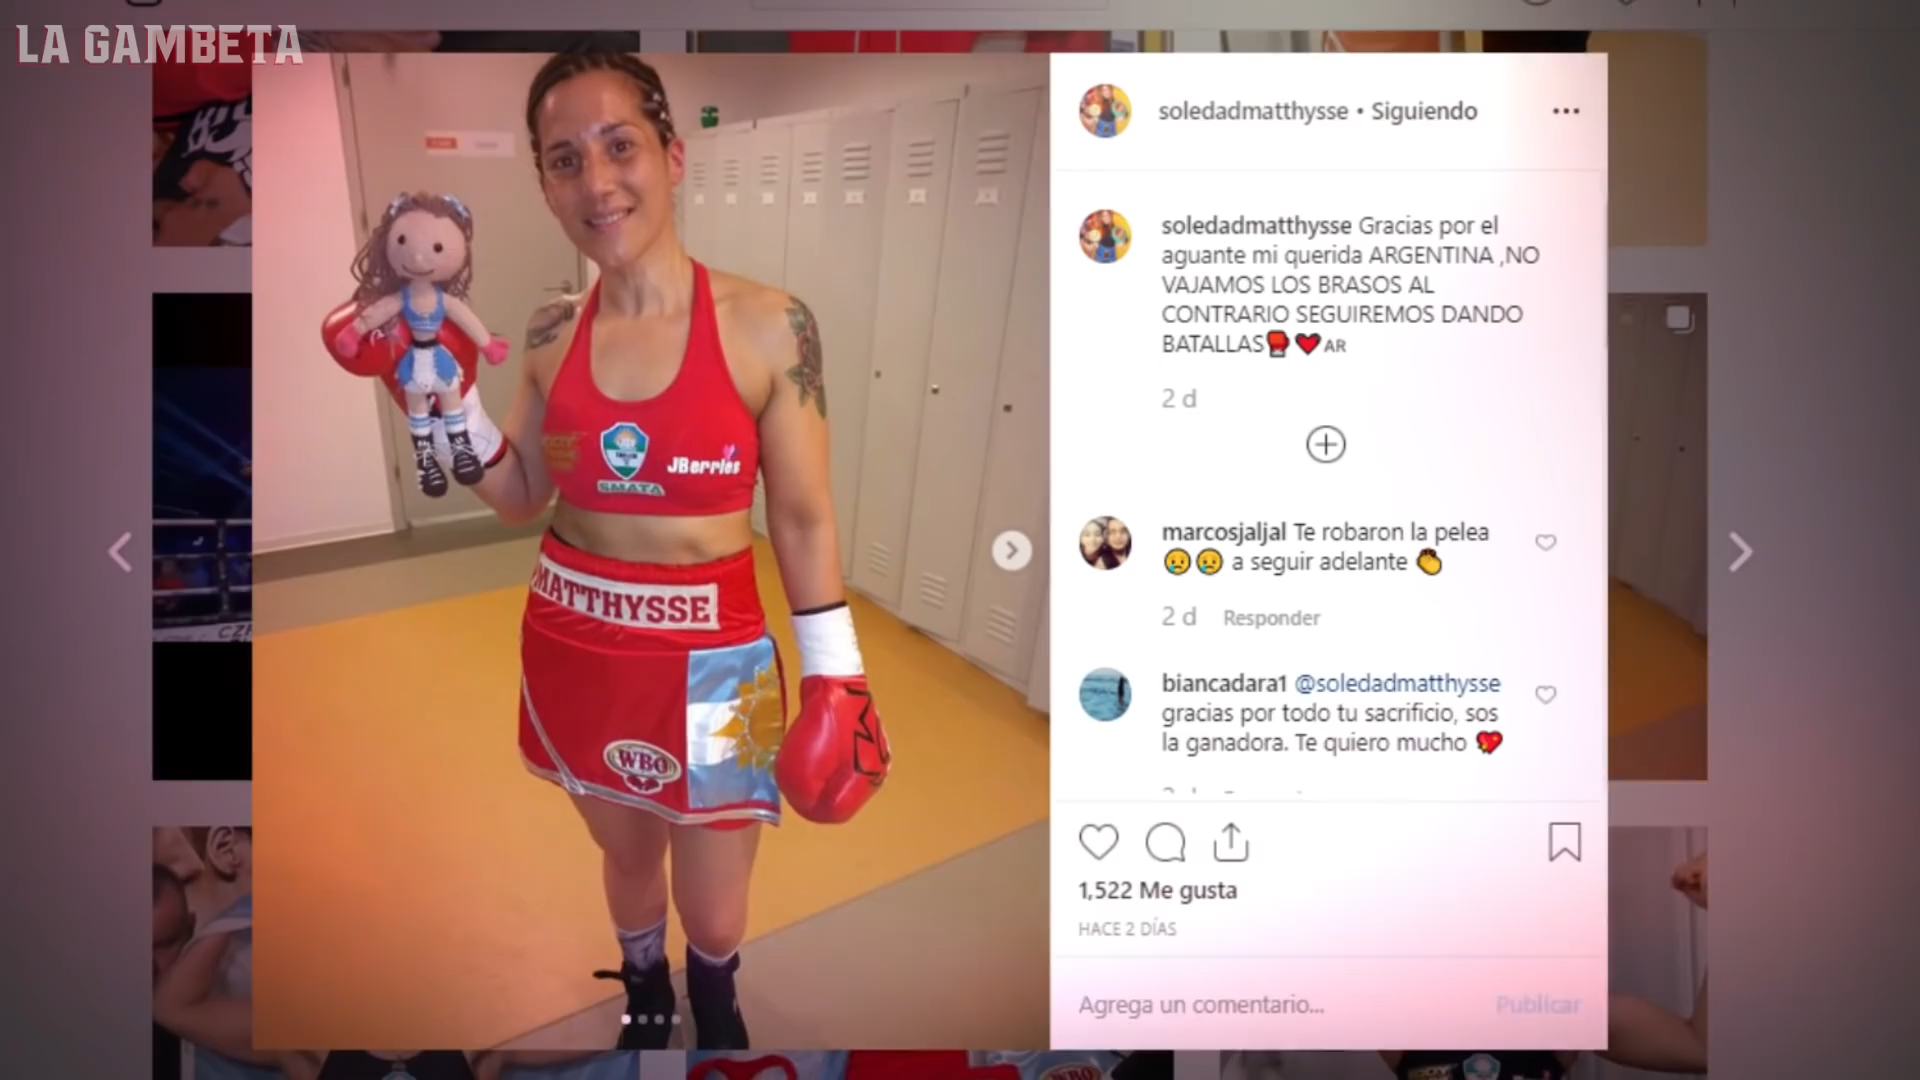 LA GAMBETA
soledadmatthysse • Siguiendo
soledadmatthysse Gracias por el
aguante mi querida ARGENTINA ,NO
VAJAMOS LOS BRASOS AL
CONTRARIO SEGUIREMOS DANDO
BATALLAS🥊❤️AR
2 d
marcosjaljal Te robaron la pelea
😢😢 a seguir adelante 👏
2 d Responder
biancadara1 @soledadmatthysse
gracias por todo tu sacrificio, sos
la ganadora. Te quiero mucho 💖
1,522 Me gusta
HACE 2 DÍAS
Agrega un comentario...
Publicar
JBerries
SMATA
MATTHYSSE
WBO
WBO